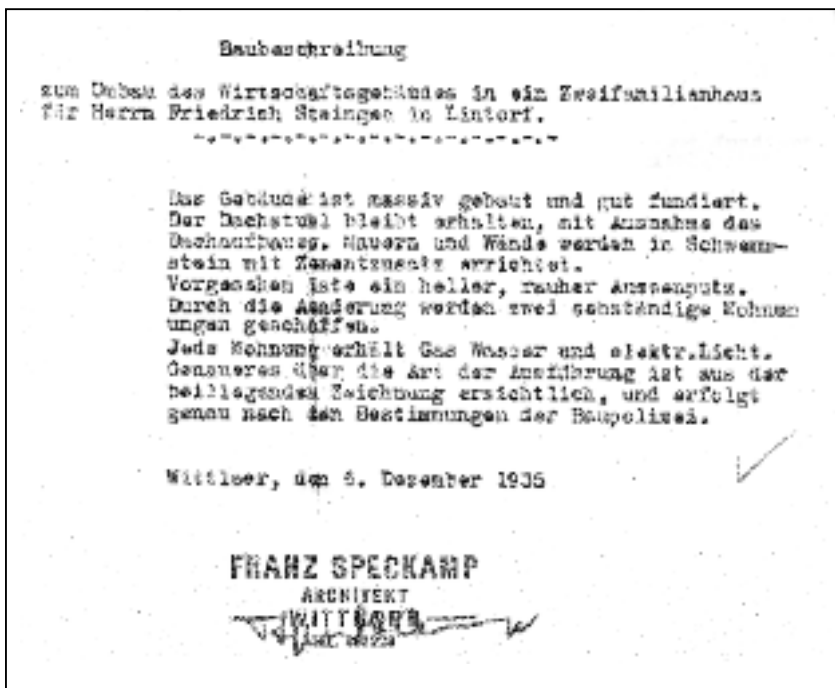 Baubeschreibung
zum Umbau des Wirtschaftsgebäudes in ein Zweifamilienhaus
für Herrn Friedrich Steingen in Lintorf.
Das Gebäude ist massiv gebaut und gut fundiert.
Der Dachstuhl bleibt erhalten, mit Ausnahme des
Dachaufbaues. Mauern und Wände werden in Schwemm-
stein mit Zementzusatz errichtet.
Vorgesehen iste ein heller, rauher Aussenputz.
Durch die Aenderung werden zwei sebständige Wohnun
ungen geschaffen.
Jede Wohnung erhält Gas Wasser und elektr.Licht.
Genaueres über die Art der Ausführung ist aus der
beiliegenden Zeichnung ersichtlich, und erfolgt
genau nach den Bestimmungen der Baupolizei.
Wittlaer, den 6. Dezember 1935
FRANZ SPECKAMP
ARCHITEKT
WITTLAER